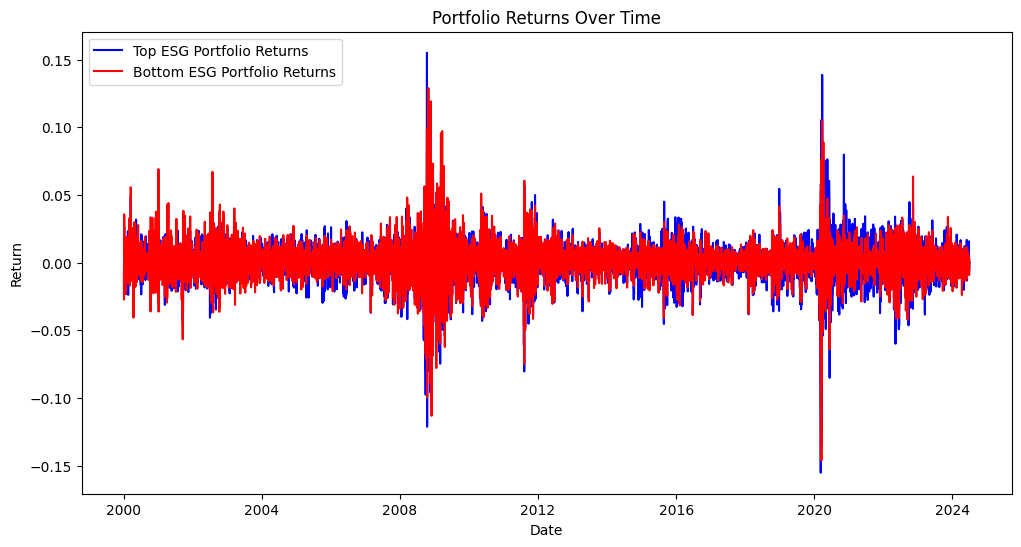 Portfolio Returns Over Time
Top ESG Portfolio Returns
Bottom ESG Portfolio Returns
0.15
0.10
0.05
0.00
−0.05
−0.10
−0.15
Return
2000 2004 2008 2012 2016 2020 2024
Date